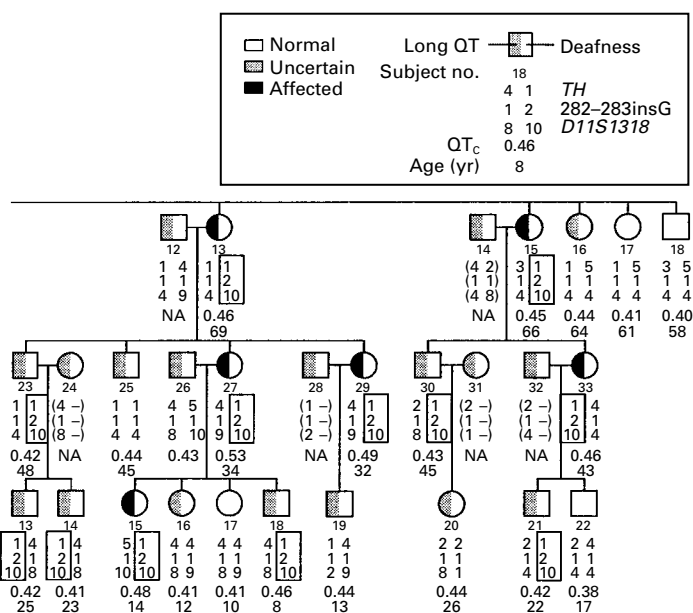 Normal Long QT Deafness
Uncertain Subject no. 18
Affected 4 1 TH
1 2 282–283insG
8 10 D11S1318
QTc 0.46
Age (yr) 8
12 13 14 15 16 17 18
1 4 1 1 (4 2) 3 1 1 5 1 5 3 5
1 1 1 2 (1 1) 1 2 1 1 1 1 1 1
4 9 4 10 (4 8) 4 10 4 4 4 4 4 4
NA 0.46 NA 0.45 0.44 0.41 0.40
69 66 64 61 58
23 24 25 26 27 28 29 30 31 32 33
1 1 (4 –) 1 1 4 5 4 1 (1 –) 4 1 2 1 (2 –) (2 –) 1 4
1 2 (1 –) 1 1 1 1 1 2 (1 –) 1 2 1 2 (1 –) (1 –) 2 1
4 10 (8 –) 4 4 8 10 9 10 (2 –) 9 10 8 10 (1 –) (4 –) 10 4
0.42 NA 0.44 0.43 0.53 NA 0.49 0.43 NA NA 0.46
48 45 34 32 45 43
13 14 15 16 17 18 19 20 21 22
1 4 1 4 5 1 4 4 4 4 4 1 1 4 2 2 2 1 2 4
2 1 2 1 1 2 1 1 1 1 1 2 1 1 1 1 1 2 1 1
10 8 10 8 10 10 8 9 8 9 8 10 2 9 8 1 4 10 4 4
0.42 0.41 0.48 0.41 0.41 0.46 0.44 0.44 0.42 0.38
25 23 14 12 10 8 13 26 22 17